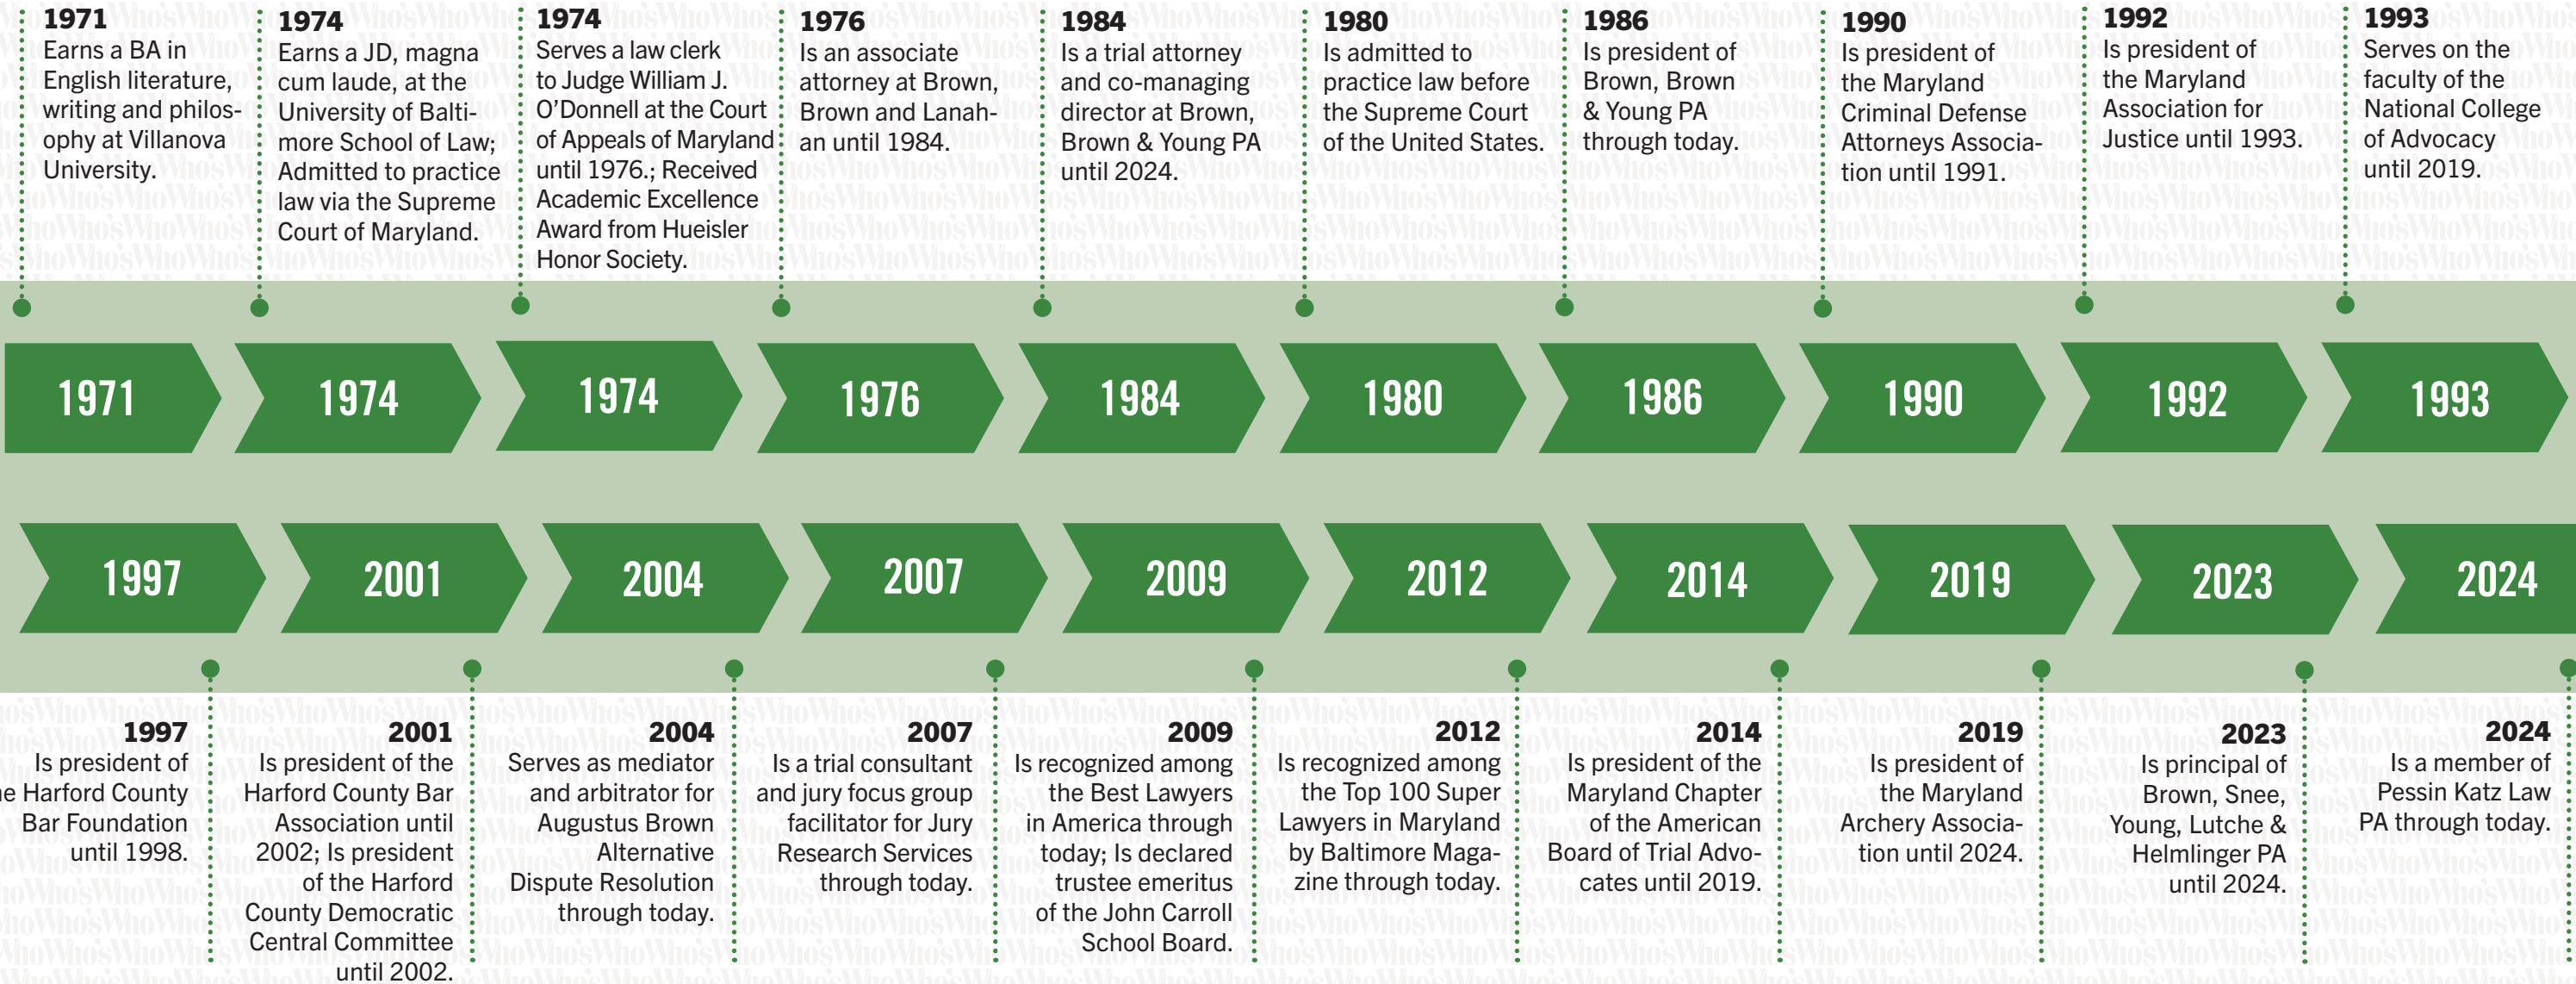 1971
Earns a BA in
English literature,
writing and philos-
ophy at Villanova
University.
1974
Earns a JD, magna
cum laude, at the
University of Balti-
more School of Law;
Admitted to practice
law via the Supreme
Court of Maryland.
1974
Serves a law clerk
to Judge William J.
O'Donnell at the Court
of Appeals of Maryland
until 1976.; Received
Academic Excellence
Award from Hueisler
Honor Society.
1976
Is an associate
attorney at Brown,
Brown and Lanah-
an until 1984.
1984
Is a trial attorney
and co-managing
director at Brown,
Brown & Young PA
until 2024.
1980
Is admitted to
practice law before
the Supreme Court
of the United States.
1986
Is president of
Brown, Brown
& Young PA
through today.
1990
Is president of
the Maryland
Criminal Defense
Attorneys Associa-
tion until 1991.
1992
Is president of
the Maryland
Association for
Justice until 1993.
1993
Serves on the
faculty of the
National College
of Advocacy
until 2019.
1971 1974 1974 1976 1984 1980 1986 1990 1992 1993
1997 2001 2004 2007 2009 2012 2014 2019 2023 2024
1997
Is president of
he Harford County
Bar Foundation
until 1998.
2001
Is president of the
Harford County Bar
Association until
2002; Is president
of the Harford
County Democratic
Central Committee
until 2002.
2004
Serves as mediator
and arbitrator for
Augustus Brown
Alternative
Dispute Resolution
through today.
2007
Is a trial consultant
and jury focus group
facilitator for Jury
Research Services
through today.
2009
Is recognized among
the Best Lawyers
in America through
today; Is declared
trustee emeritus
of the John Carroll
School Board.
2012
Is recognized among
the Top 100 Super
Lawyers in Maryland
by Baltimore Maga-
zine through today.
2014
Is president of the
Maryland Chapter
of the American
Board of Trial Advo-
cates until 2019.
2019
Is president of
the Maryland
Archery Associa-
tion until 2024.
2023
Is principal of
Brown, Snee,
Young, Lutche &
Helmlinger PA
until 2024.
2024
Is a member of
Pessin Katz Law
PA through today.